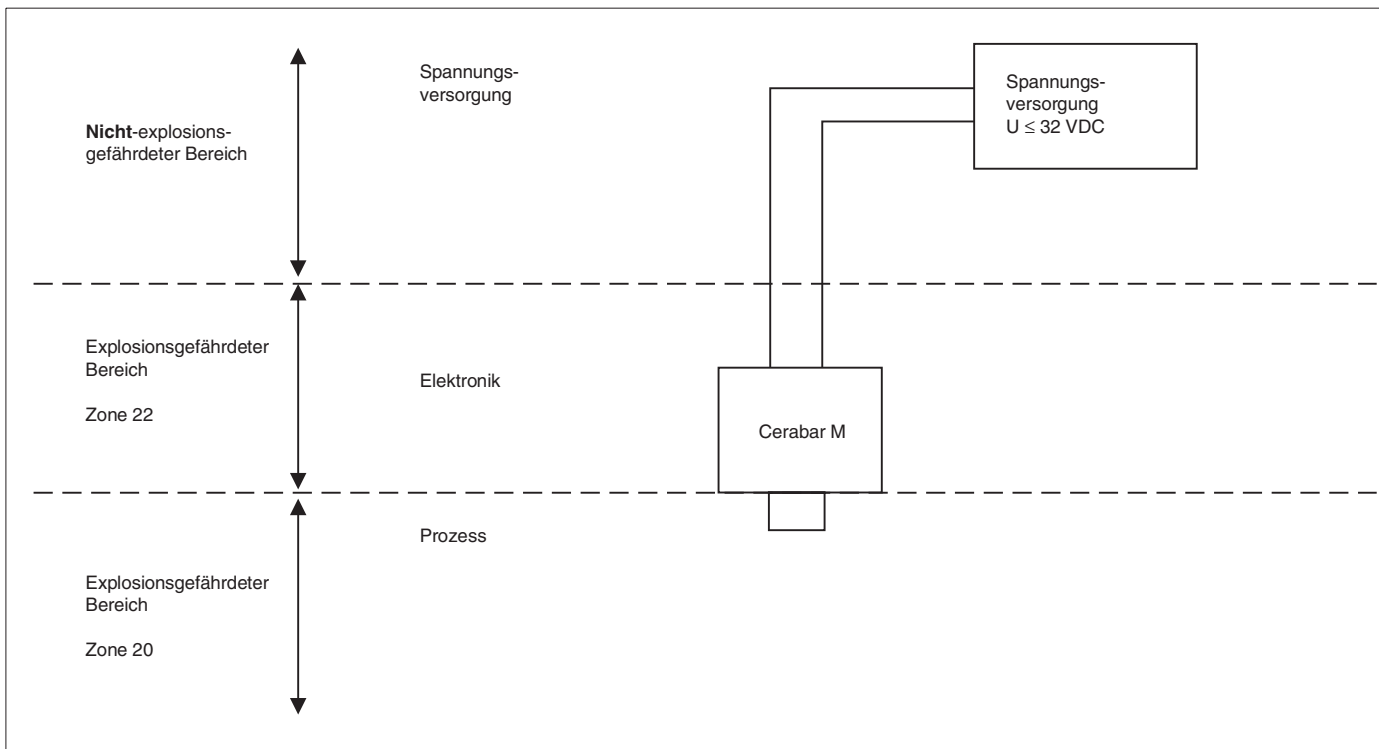 Nicht-explosions-
gefährdeter Bereich
Spannungs-
versorgung
Spannungs-
versorgung
U ≤ 32 VDC
Explosionsgefährdeter
Bereich
Zone 22
Elektronik
Cerabar M
Explosionsgefährdeter
Bereich
Zone 20
Prozess